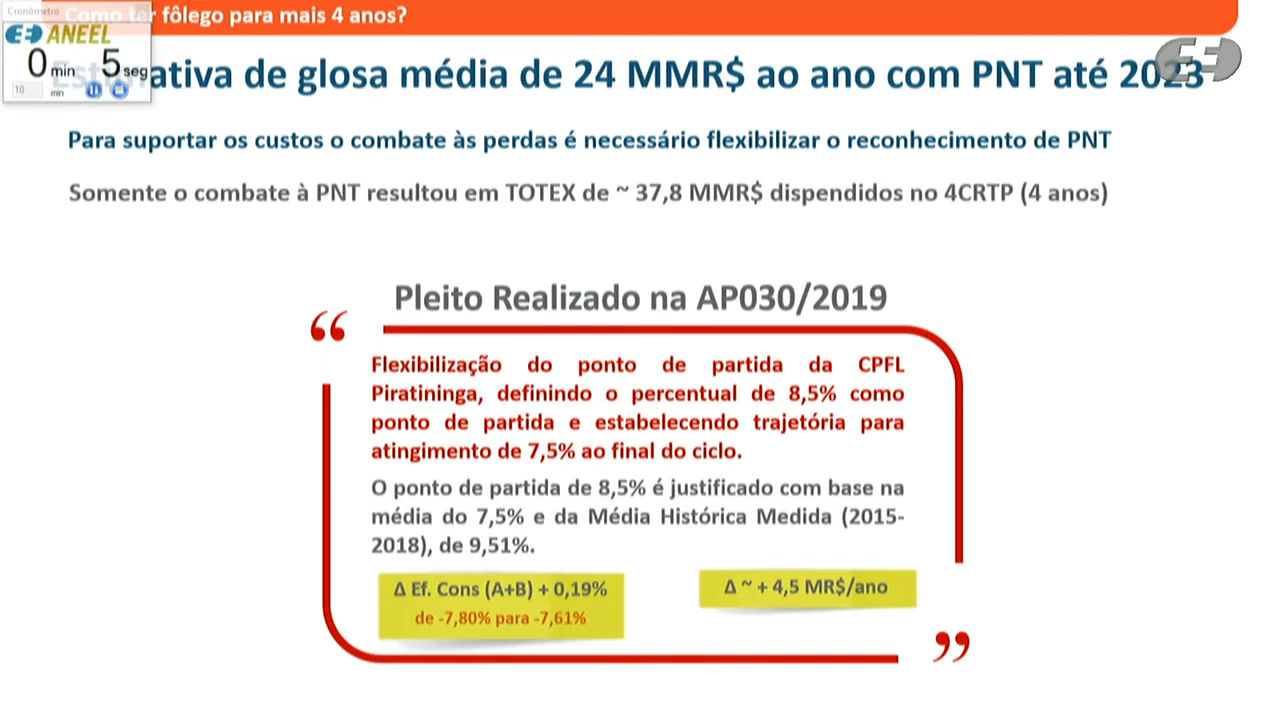 Cronômetro
Como ter fôlego para mais 4 anos?
ANEEL
0 min 5 seg
10 min
Estimativa de glosa média de 24 MMR$ ao ano com PNT até 2023
Para suportar os custos o combate às perdas é necessário flexibilizar o reconhecimento de PNT
Somente o combate à PNT resultou em TOTEX de ~ 37,8 MMR$ dispendidos no 4CRTP (4 anos)
Pleito Realizado na AP030/2019
“
Flexibilização do ponto de partida da CPFL
Piratininga, definindo o percentual de 8,5% como
ponto de partida e estabelecendo trajetória para
atingimento de 7,5% ao final do ciclo.
O ponto de partida de 8,5% é justificado com base na
média do 7,5% e da Média Histórica Medida (2015-
2018), de 9,51%.
Δ Ef. Cons (A+B) + 0,19%
de -7,80% para -7,61%
Δ ~ + 4,5 MR$/ano
”